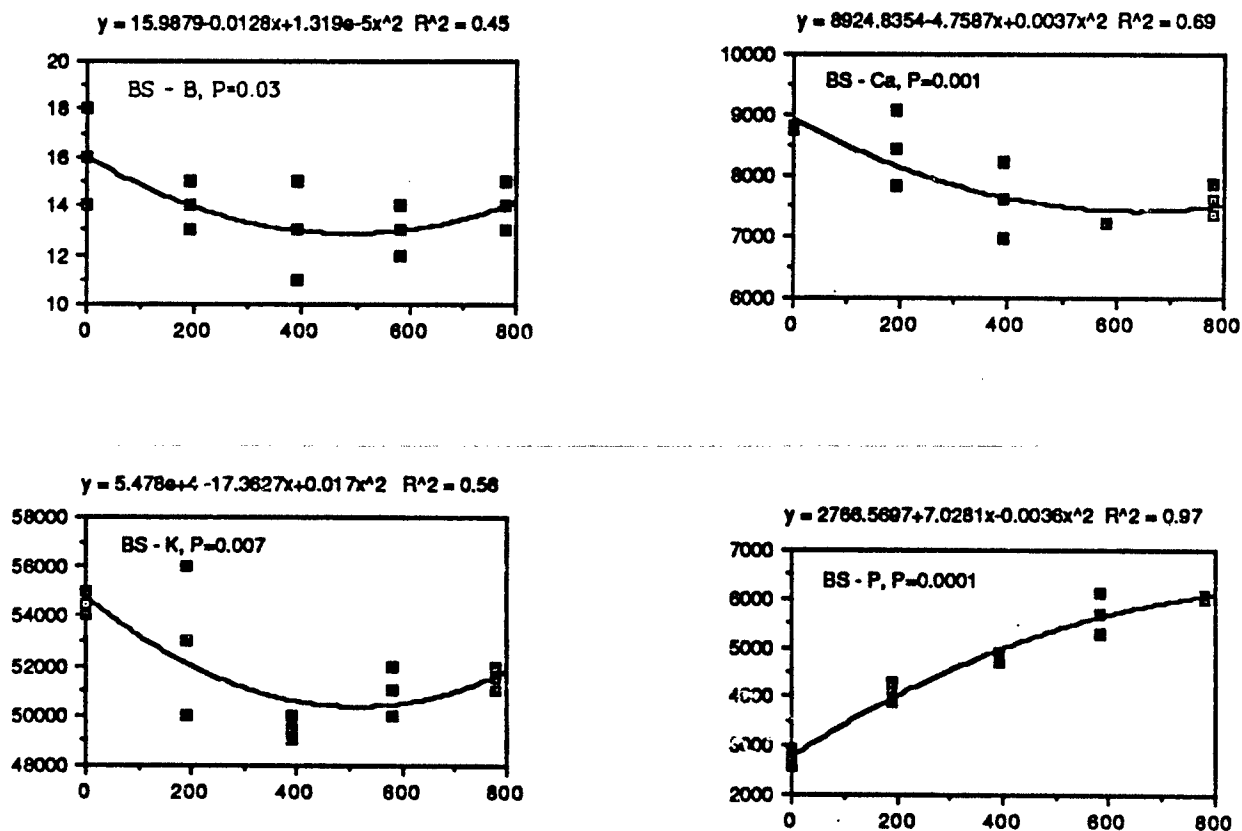 y = 15.9879-0.0128x+1.319e-5x^2 R^2 = 0.45
BS - B, P=0.03
20
18
16
14
12
10
0 200 400 600 800
y = 8924.8354-4.7587x+0.0037x^2 R^2 = 0.69
BS - Ca, P=0.001
10000
9000
8000
7000
6000
0 200 400 600 800
y = 5.478e+4 -17.3627x+0.017x^2 R^2 = 0.56
BS - K, P=0.007
58000
56000
54000
52000
50000
48000
0 200 400 600 800
y = 2766.5697+7.0281x-0.0036x^2 R^2 = 0.97
BS - P, P=0.0001
7000
6000
5000
4000
3000
2000
0 200 400 600 800